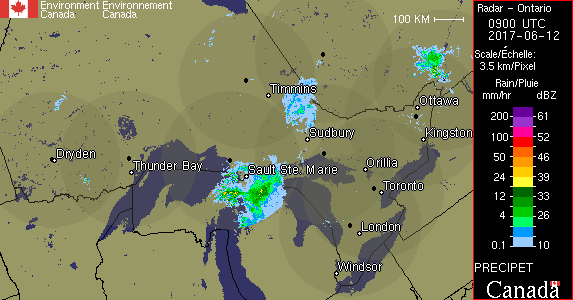 Environment Environnement
Canada Canada
100 KM
Timmins
Ottawa
Sudbury
Kingston
Dryden
Thunder Bay
Sault Ste. Marie
Orillia
Toronto
London
Windsor
Radar - Ontario
0900 UTC
2017-06-12
Scale/Échelle:
3.5 km/Pixel
Rain/Pluie
mm/hr dBZ
200 61
100 52
50 46
24 39
12 34
4 26
0.1 10
PRECIPET
Canada